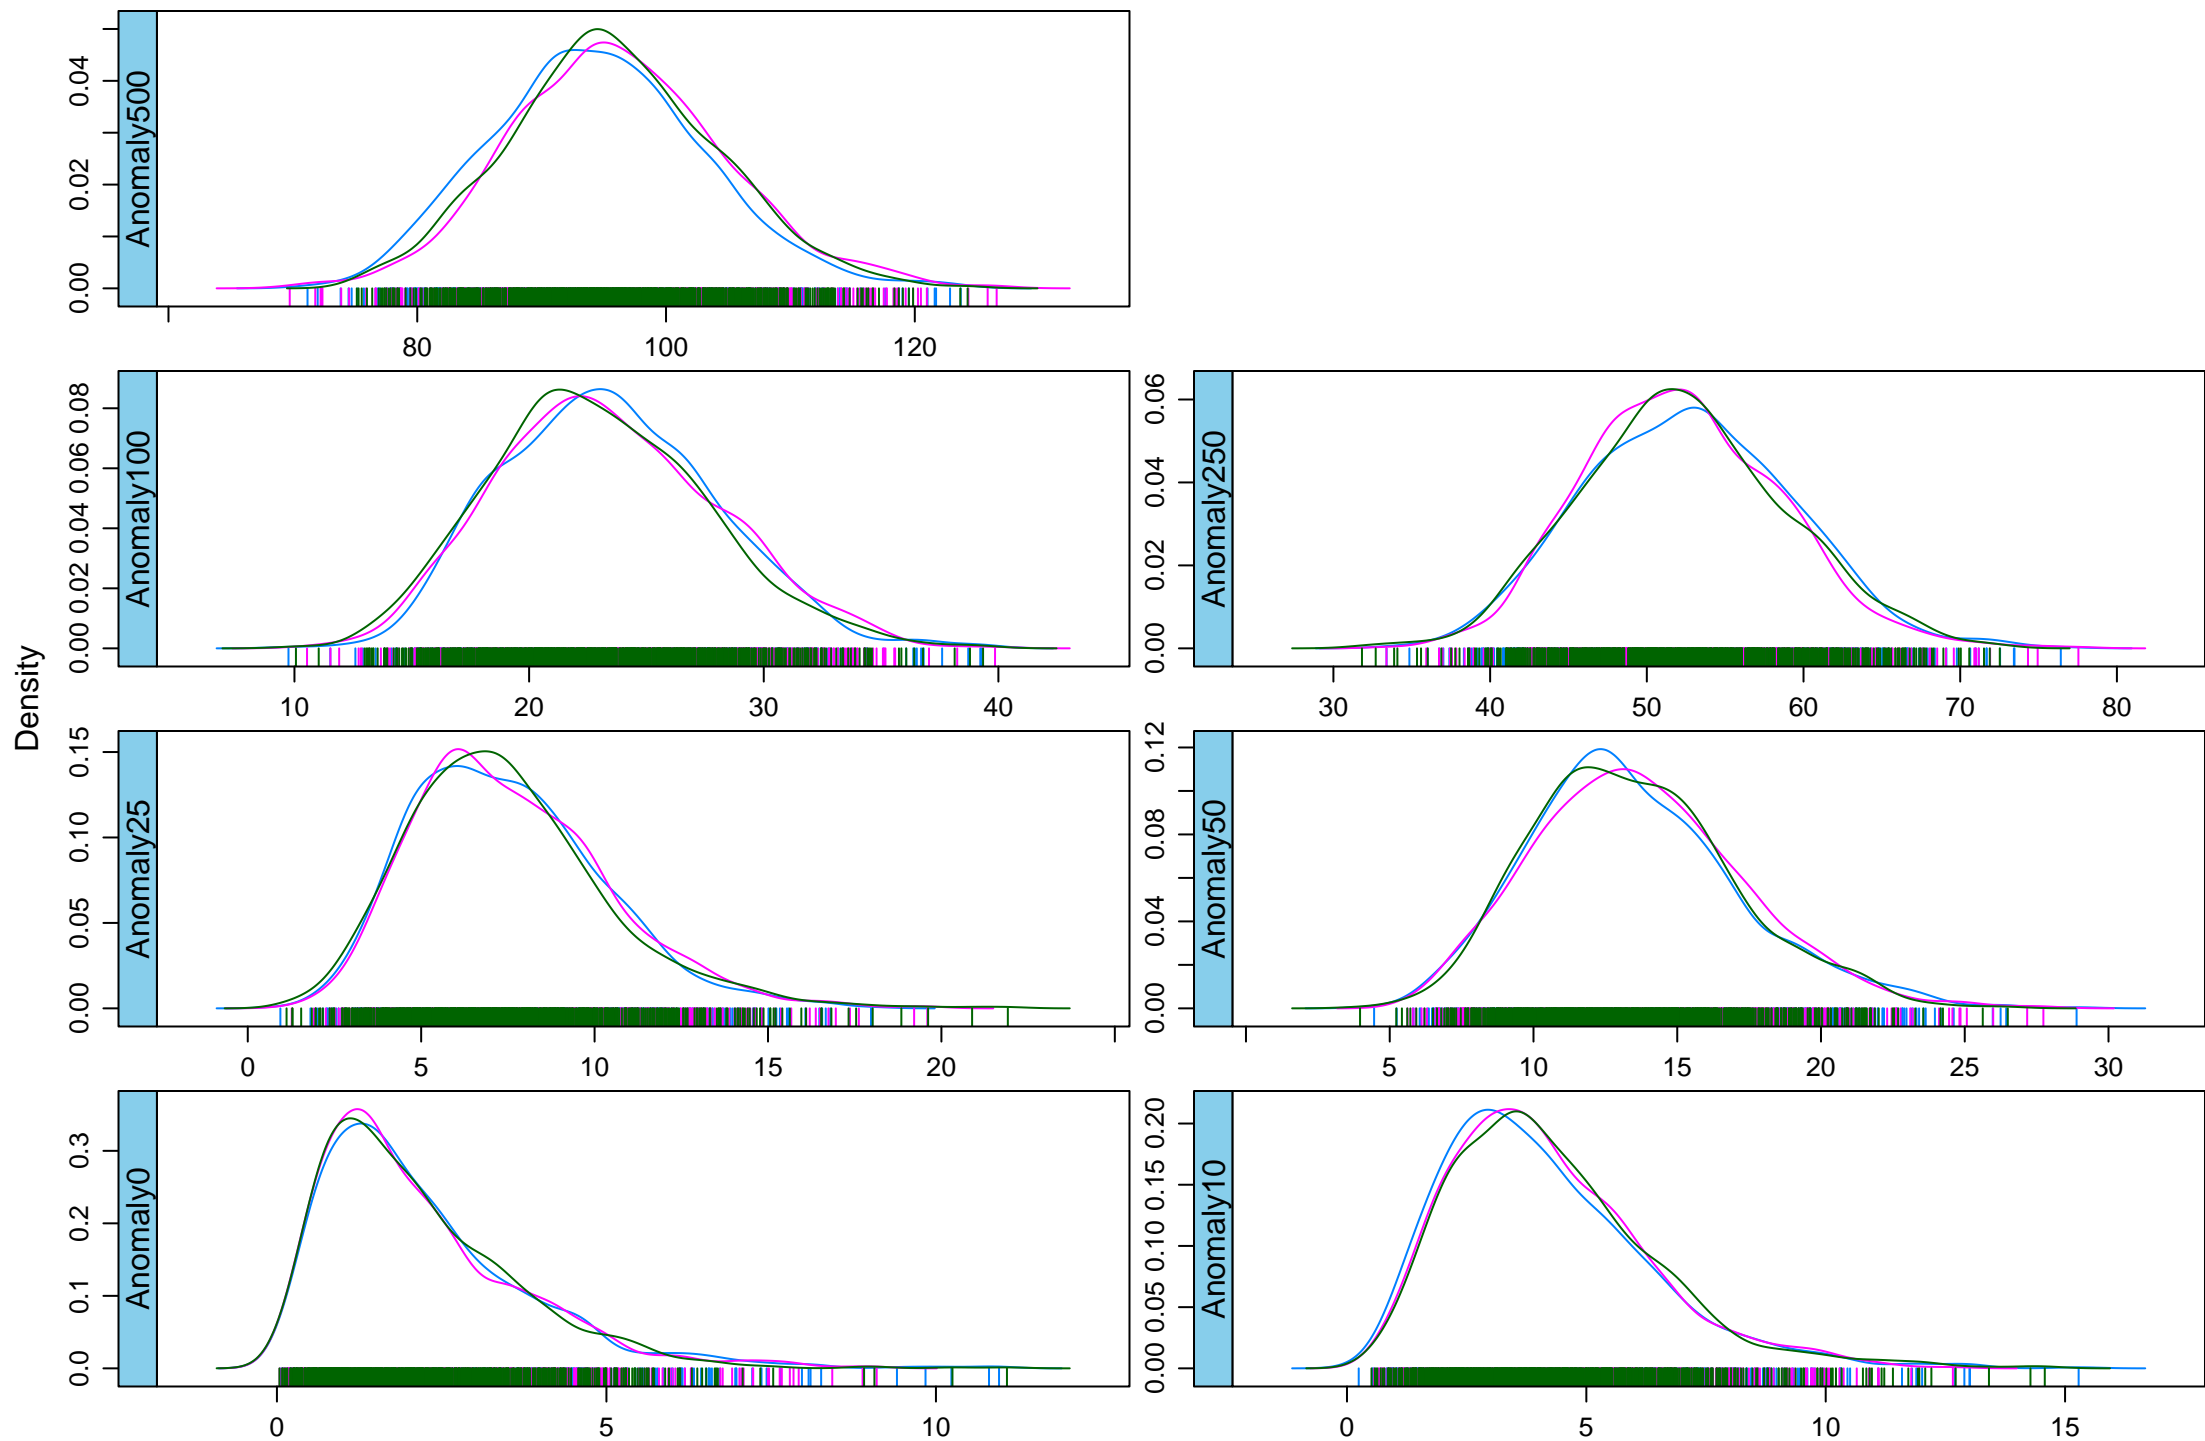 Density
Anomaly500
0.00 0.02 0.04
80 100 120
Anomaly100
0.00 0.02 0.04 0.06 0.08
10 20 30 40
Anomaly250
0.00 0.02 0.04 0.06
30 40 50 60 70 80
Anomaly25
0.00 0.05 0.10 0.15
0 5 10 15 20
Anomaly50
0.00 0.04 0.08 0.12
5 10 15 20 25 30
Anomaly0
0.0 0.1 0.2 0.3
0 5 10
Anomaly10
0.00 0.05 0.10 0.15 0.20
0 5 10 15